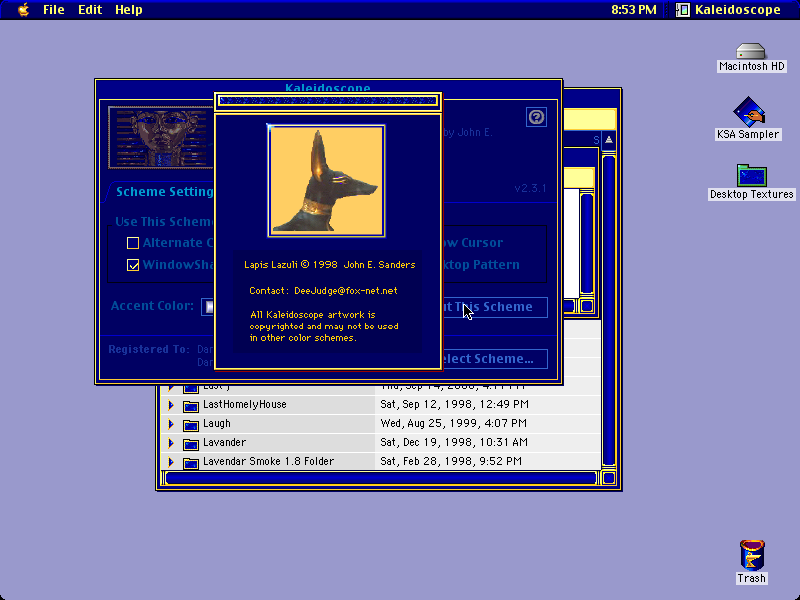 File Edit Help
8:53 PM
Kaleidoscope
Macintosh HD
KSA Sampler
Desktop Textures
Trash
Kaleidoscope
by John E.
v2.3.1
Scheme Setting
Use This Scheme
Alternate C
WindowSha
Cursor
Pattern
Accent Color:
This Scheme
Registered To:
Scheme...
Lapis Lazuli © 1998 John E. Sanders
Contact: DeeJudge@fox-net.net
All Kaleidoscope artwork is
copyrighted and may not be used
in other color schemes.
LastHomelyHouse Sat, Sep 12, 1998, 12:49 PM
Laugh Wed, Aug 25, 1999, 4:07 PM
Lavander Sat, Dec 19, 1998, 10:31 AM
Lavendar Smoke 1.8 Folder Sat, Feb 28, 1998, 9:52 PM